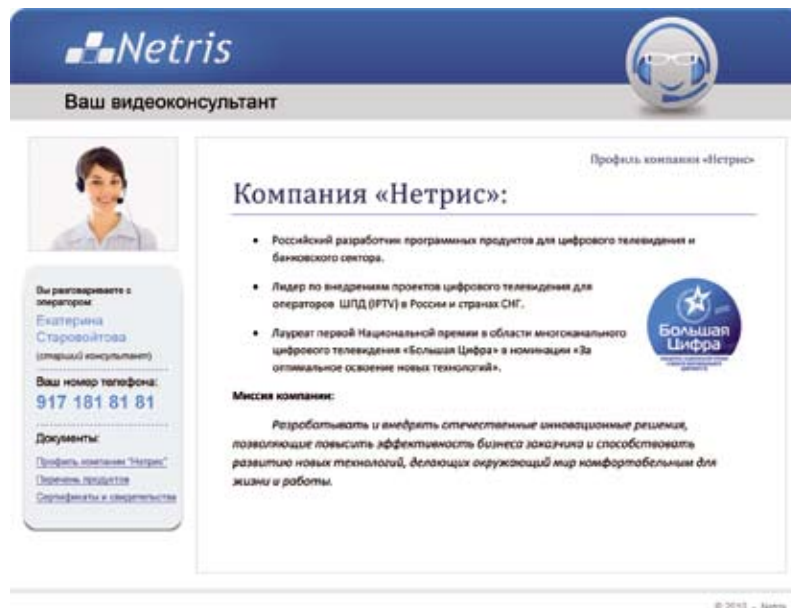 Netris
Ваш видеоконсультант
Вы разговариваете с
оператором:
Екатерина
Старовойтова
(старший консультант)
Ваш номер телефона:
917 181 81 81
Документы:
Профиль компании "Нетрис"
Перечень продуктов
Сертификаты и свидетельства
Профиль компании «Нетрис»
Компания «Нетрис»:
• Российский разработчик программных продуктов для цифрового телевидения и
банковского сектора.
• Лидер по внедрениям проектов цифрового телевидения для
операторов ШПД (IPTV) в России и странах СНГ.
• Лауреат первой Национальной премии в области многоканального
цифрового телевидения «Большая Цифра» в номинации «За
оптимальное освоение новых технологий».
Большая
Цифра
Миссия компании:
Разрабатывать и внедрять отечественные инновационные решения,
позволяющие повысить эффективность бизнеса заказчика и способствовать
развитию новых технологий, делающих окружающий мир комфортабельным для
жизни и работы.
© 2010 - Netris